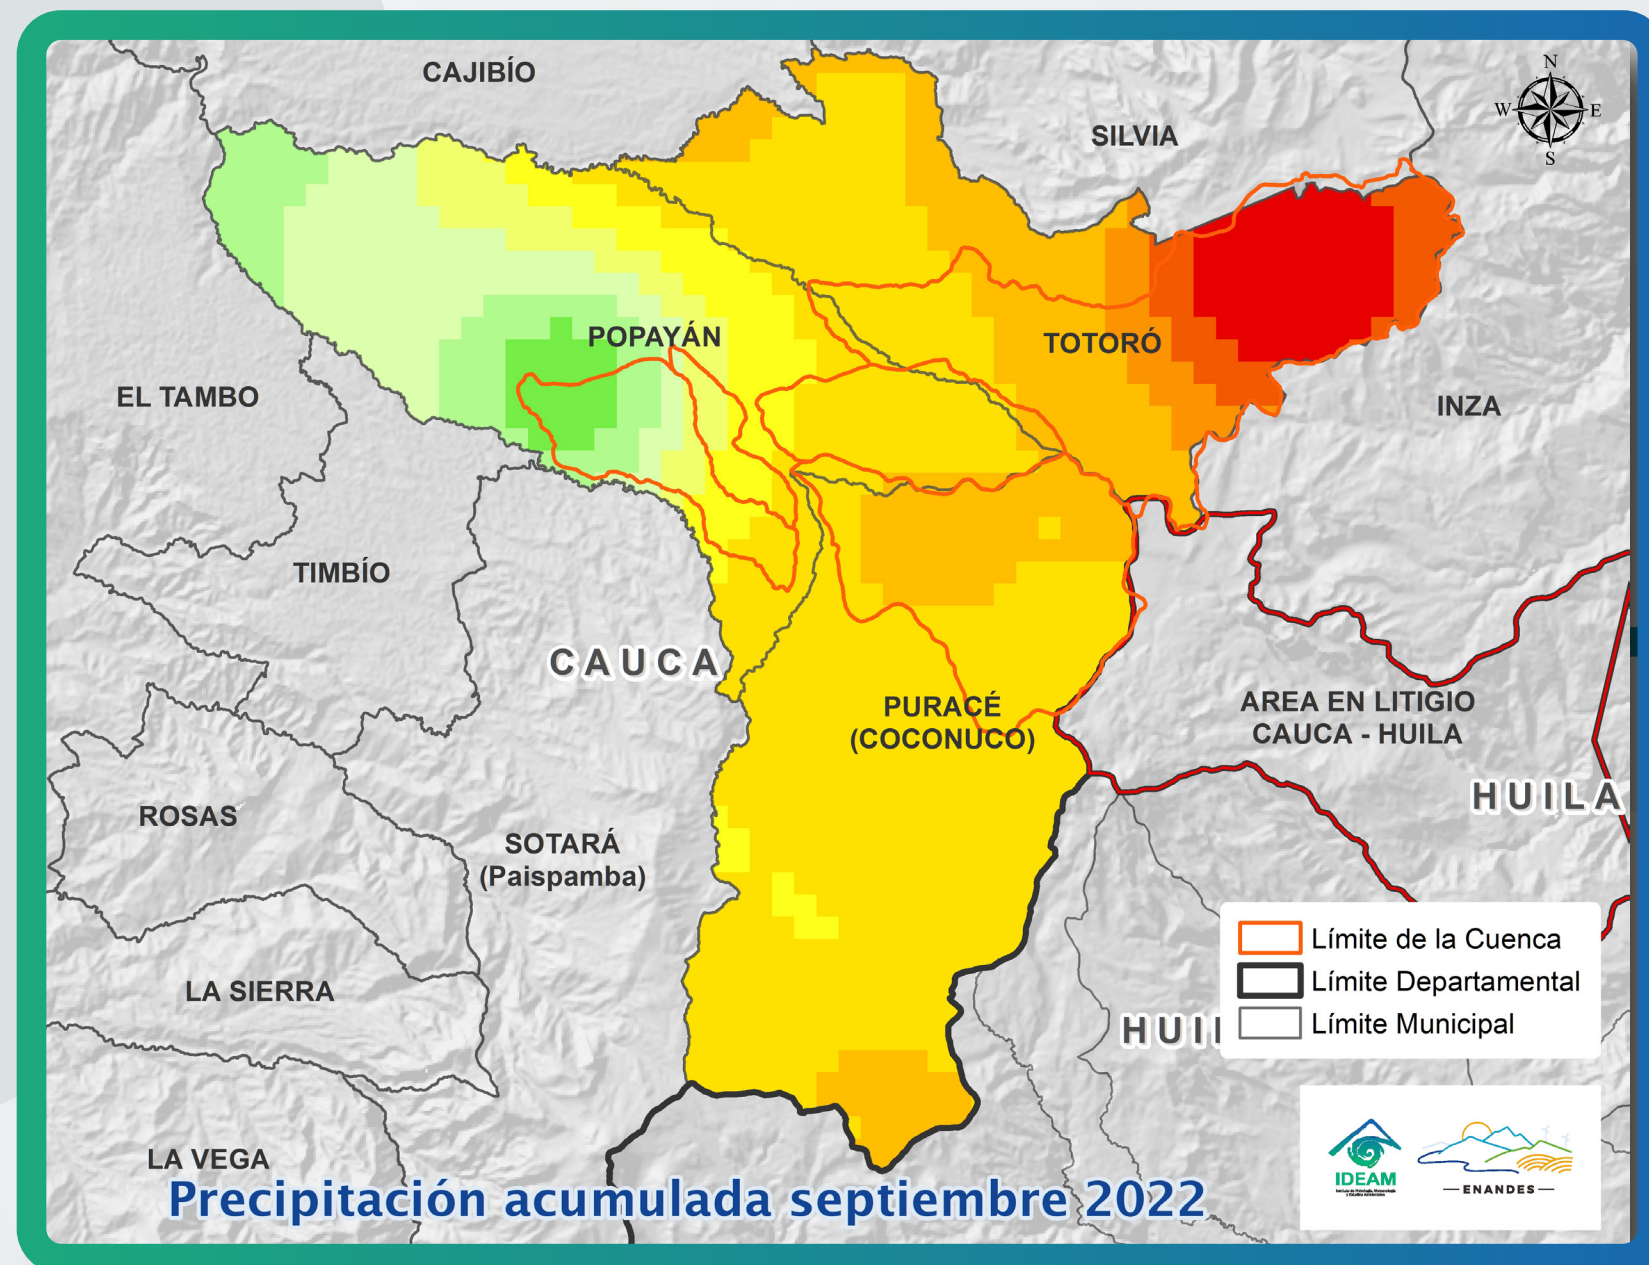 CAJIBÍO
N
W
E
S
SILVIA
POPAYÁN
TOTORÓ
EL TAMBO
INZA
TIMBÍO
CAUCA
PURACÉ
(COCONUCO)
AREA EN LITIGIO
CAUCA - HUILA
HUILA
ROSAS
SOTARÁ
(Paispamba)
LA SIERRA
Límite de la Cuenca
Límite Departamental
Límite Municipal
HUI
LA VEGA
Precipitación acumulada septiembre 2022
IDEAM
ENANDES